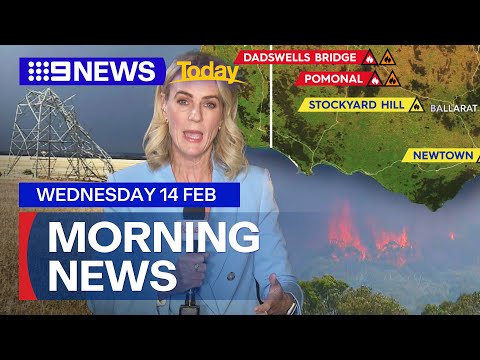 9NEWS
Today
DADSWELLS BRIDGE
POMONAL
STOCKYARD HILL
BALLARAT
NEWTOWN
WEDNESDAY 14 FEB
MORNING
NEWS